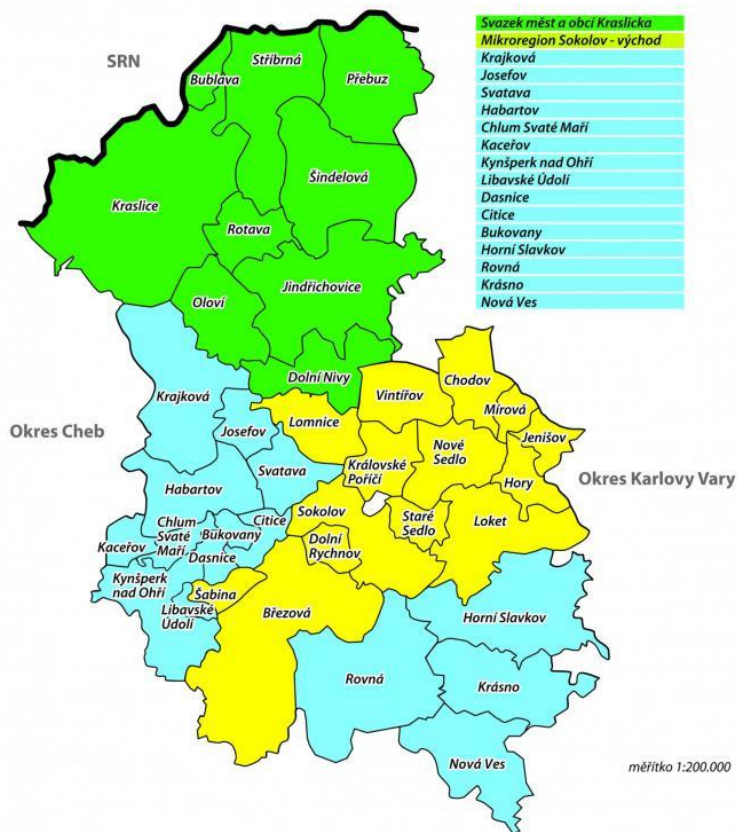 Svazek měst a obcí Kraslicka
Mikroregion Sokolov - východ
Krajková
Josefov
Svatava
Habartov
Chlum Svaté Maří
Kaceřov
Kynšperk nad Ohří
Libavské Údolí
Dasnice
Citice
Bukovany
Horní Slavkov
Rovná
Krásno
Nová Ves
SRN
Stříbrná
Bublava
Přebuz
Šindelová
Kraslice
Rotava
Jindřichovice
Oloví
Dolní Nivy
Chodov
Krajková
Vintířov
Mírová
Okres Cheb
Lomnice
Josefov
Jenišov
Nové
Sedlo
Královské
Poříčí
Svatava
Okres Karlovy Vary
Habartov
Hory
Sokolov
Citice
Staré
Sedlo
Loket
Chlum
Svaté
Maří
Bukovany
Kaceřov
Dolní
Rychnov
Dasnice
Kynšperk
nad Ohří
Šabina
Libavské
Údolí
Březová
Horní Slavkov
Rovná
Krásno
Nová Ves
měřítko 1:200.000